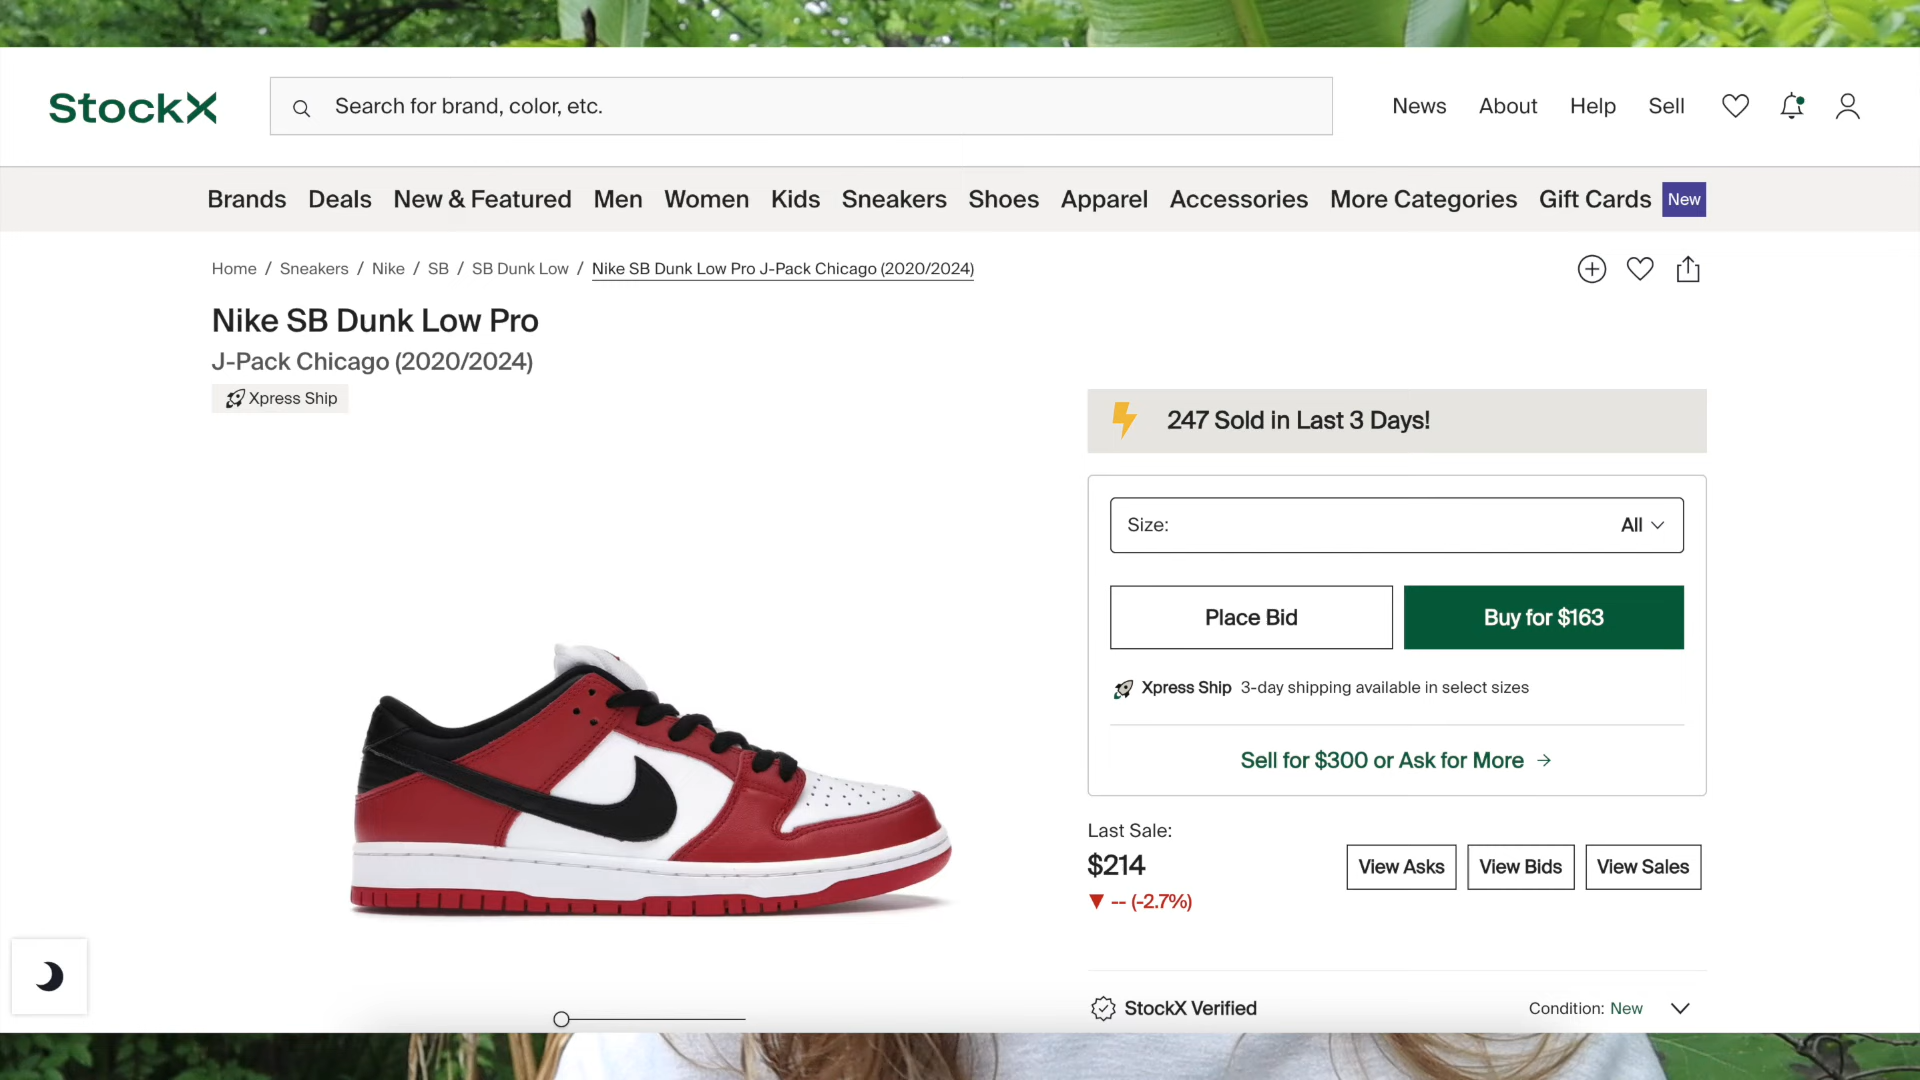 StockX
Search for brand, color, etc.
News About Help Sell
Brands Deals New & Featured Men Women Kids Sneakers Shoes Apparel Accessories More Categories Gift Cards New
Home / Sneakers / Nike / SB / SB Dunk Low / Nike SB Dunk Low Pro J-Pack Chicago (2020/2024)
Nike SB Dunk Low Pro
J-Pack Chicago (2020/2024)
Xpress Ship
247 Sold in Last 3 Days!
Size: All
Place Bid Buy for $163
Xpress Ship 3-day shipping available in select sizes
Sell for $300 or Ask for More →
Last Sale:
$214
▼ -- (-2.7%)
View Asks View Bids View Sales
StockX Verified Condition: New